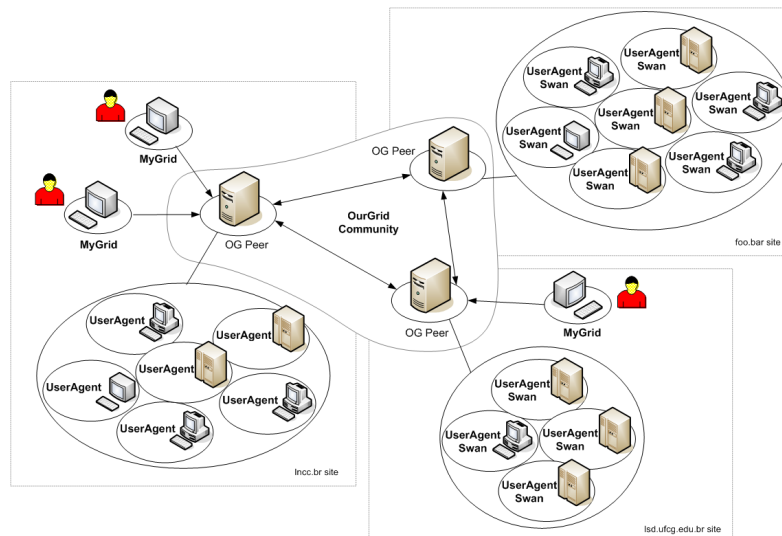 UserAgent
Swan
UserAgent
Swan
UserAgent
Swan
UserAgent
Swan
UserAgent
Swan
UserAgent
Swan
UserAgent
Swan
foo.bar site
MyGrid
MyGrid
OG Peer
OG Peer
OurGrid
Community
OG Peer
MyGrid
UserAgent
UserAgent
UserAgent
UserAgent
UserAgent
UserAgent
lncc.br site
UserAgent
Swan
UserAgent
Swan
UserAgent
Swan
UserAgent
Swan
lsd.ufcg.edu.br site